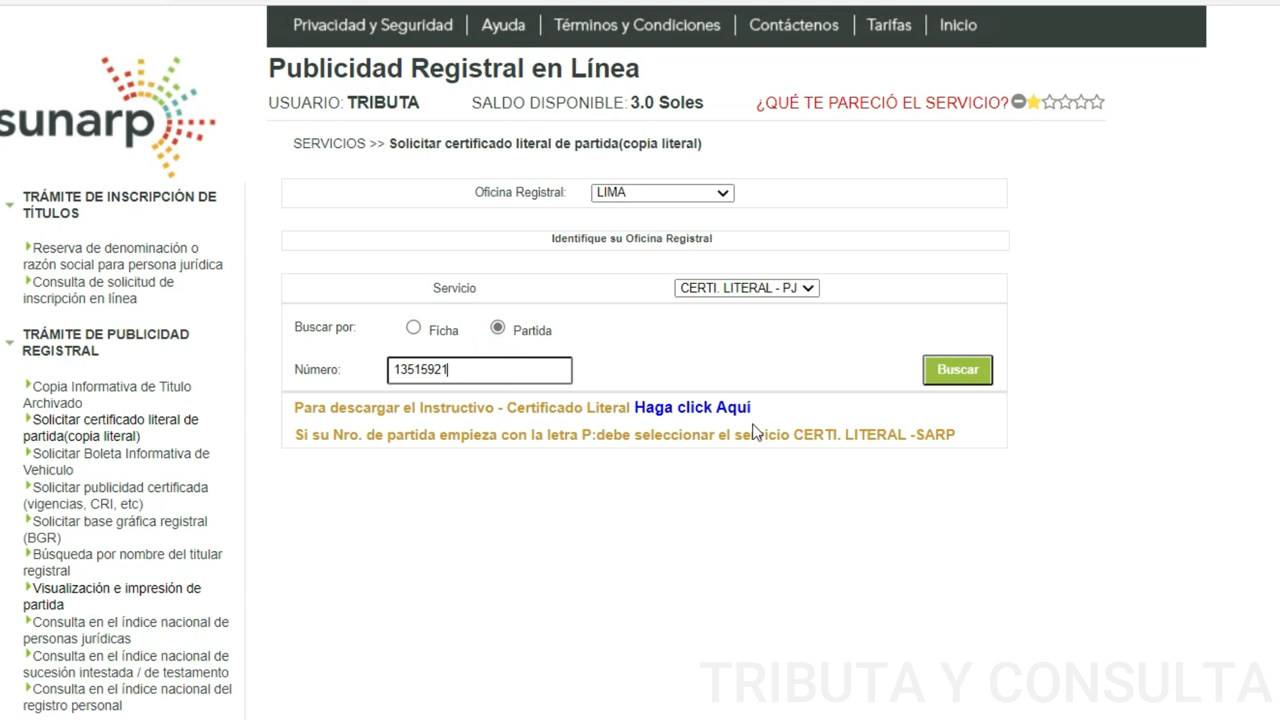 Privacidad y Seguridad | Ayuda | Términos y Condiciones | Contáctenos | Tarifas | Inicio
sunarp
Publicidad Registral en Línea
USUARIO: TRIBUTA SALDO DISPONIBLE: 3.0 Soles ¿QUÉ TE PARECIÓ EL SERVICIO?
SERVICIOS >> Solicitar certificado literal de partida(copia literal)
TRÁMITE DE INSCRIPCIÓN DE
TÍTULOS
Reserva de denominación o
razón social para persona jurídica
Consulta de solicitud de
inscripción en línea
TRÁMITE DE PUBLICIDAD
REGISTRAL
Copia Informativa de Titulo
Archivado
Solicitar certificado literal de
partida(copia literal)
Solicitar Boleta Informativa de
Vehiculo
Solicitar publicidad certificada
(vigencias, CRI, etc)
Solicitar base gráfica registral
(BGR)
Búsqueda por nombre del titular
registral
Visualización e impresión de
partida
Consulta en el índice nacional de
personas jurídicas
Consulta en el índice nacional de
sucesión intestada / de testamento
Consulta en el índice nacional del
registro personal
Oficina Registral: LIMA
Identifique su Oficina Registral
Servicio CERTI. LITERAL - PJ
Buscar por: Ficha Partida
Número: 13515921 Buscar
Para descargar el Instructivo - Certificado Literal Haga click Aquí
Si su Nro. de partida empieza con la letra P:debe seleccionar el servicio CERTI. LITERAL -SARP
TRIBUTA Y CONSULTA